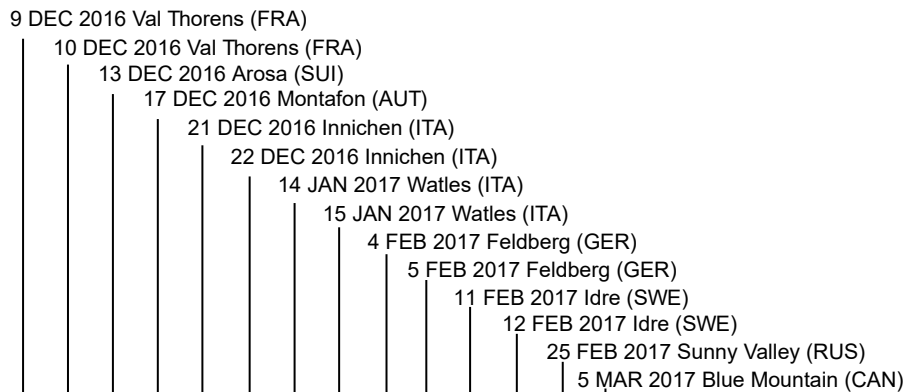 9 DEC 2016 Val Thorens (FRA)
10 DEC 2016 Val Thorens (FRA)
13 DEC 2016 Arosa (SUI)
17 DEC 2016 Montafon (AUT)
21 DEC 2016 Innichen (ITA)
22 DEC 2016 Innichen (ITA)
14 JAN 2017 Watles (ITA)
15 JAN 2017 Watles (ITA)
4 FEB 2017 Feldberg (GER)
5 FEB 2017 Feldberg (GER)
11 FEB 2017 Idre (SWE)
12 FEB 2017 Idre (SWE)
25 FEB 2017 Sunny Valley (RUS)
5 MAR 2017 Blue Mountain (CAN)